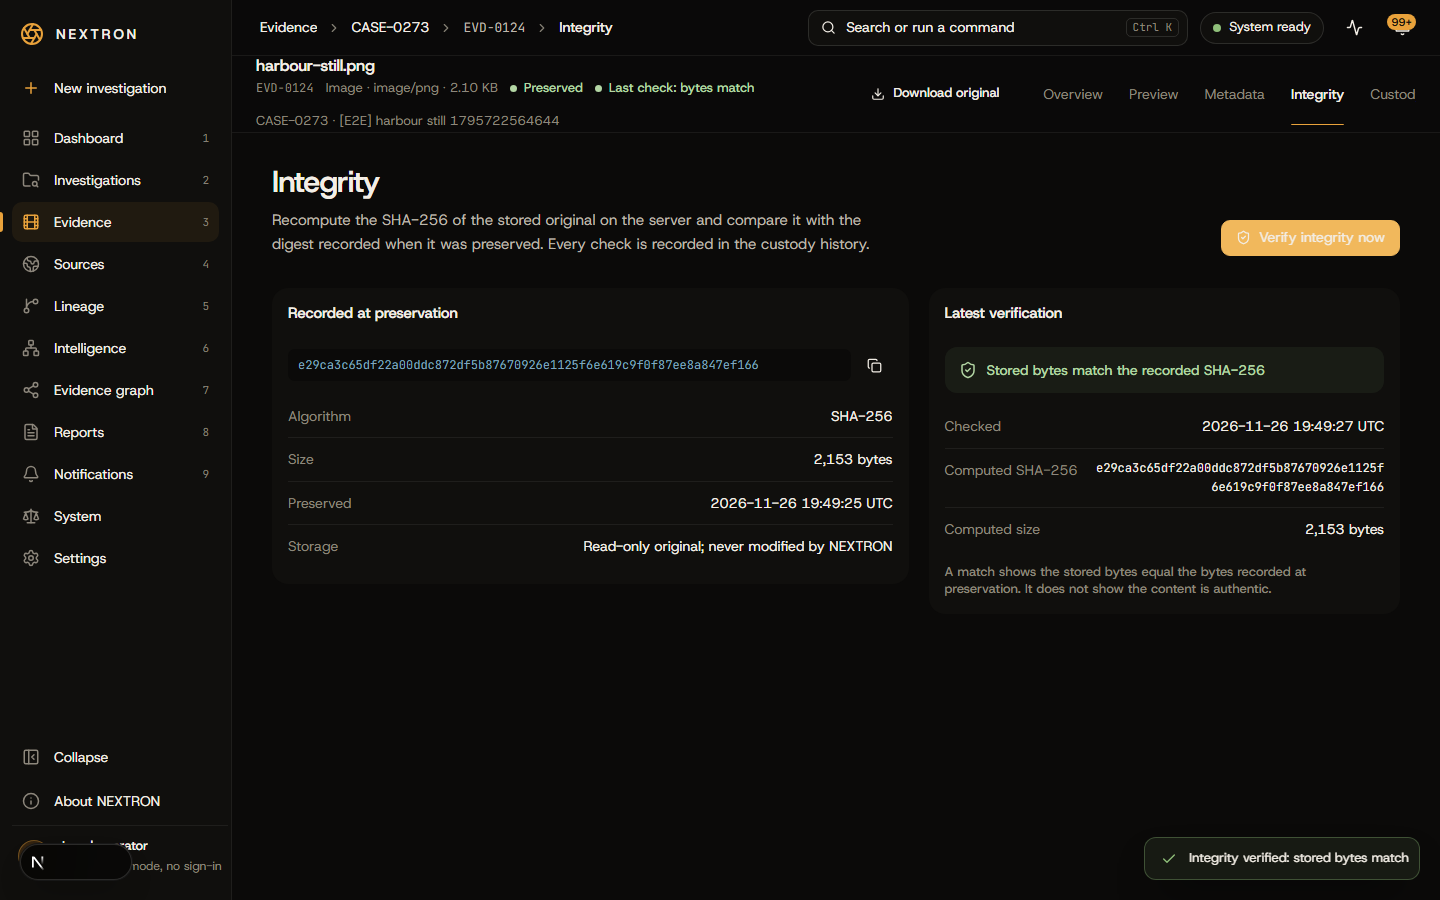 NEXTRON
New investigation
Dashboard 1
Investigations 2
Evidence 3
Sources 4
Lineage 5
Intelligence 6
Evidence graph 7
Reports 8
Notifications 9
System
Settings
Collapse
About NEXTRON
N
no sign-in
Evidence > CASE-0273 > EVD-0124 > Integrity
Search or run a command Ctrl K
System ready
99+
harbour-still.png
EVD-0124 Image · image/png · 2.10 KB Preserved Last check: bytes match
CASE-0273 · [E2E] harbour still 1795722564644
Download original
Overview Preview Metadata Integrity Custod
Integrity
Recompute the SHA-256 of the stored original on the server and compare it with the
digest recorded when it was preserved. Every check is recorded in the custody history.
Verify integrity now
Recorded at preservation
e29ca3c65df22a00ddc872df5b87670926e1125f6e619c9f0f87ee8a847ef166
Algorithm SHA-256
Size 2,153 bytes
Preserved 2026-11-26 19:49:25 UTC
Storage Read-only original; never modified by NEXTRON
Latest verification
Stored bytes match the recorded SHA-256
Checked 2026-11-26 19:49:27 UTC
Computed SHA-256 e29ca3c65df22a00ddc872df5b87670926e1125f
6e619c9f0f87ee8a847ef166
Computed size 2,153 bytes
A match shows the stored bytes equal the bytes recorded at
preservation. It does not show the content is authentic.
Integrity verified: stored bytes match